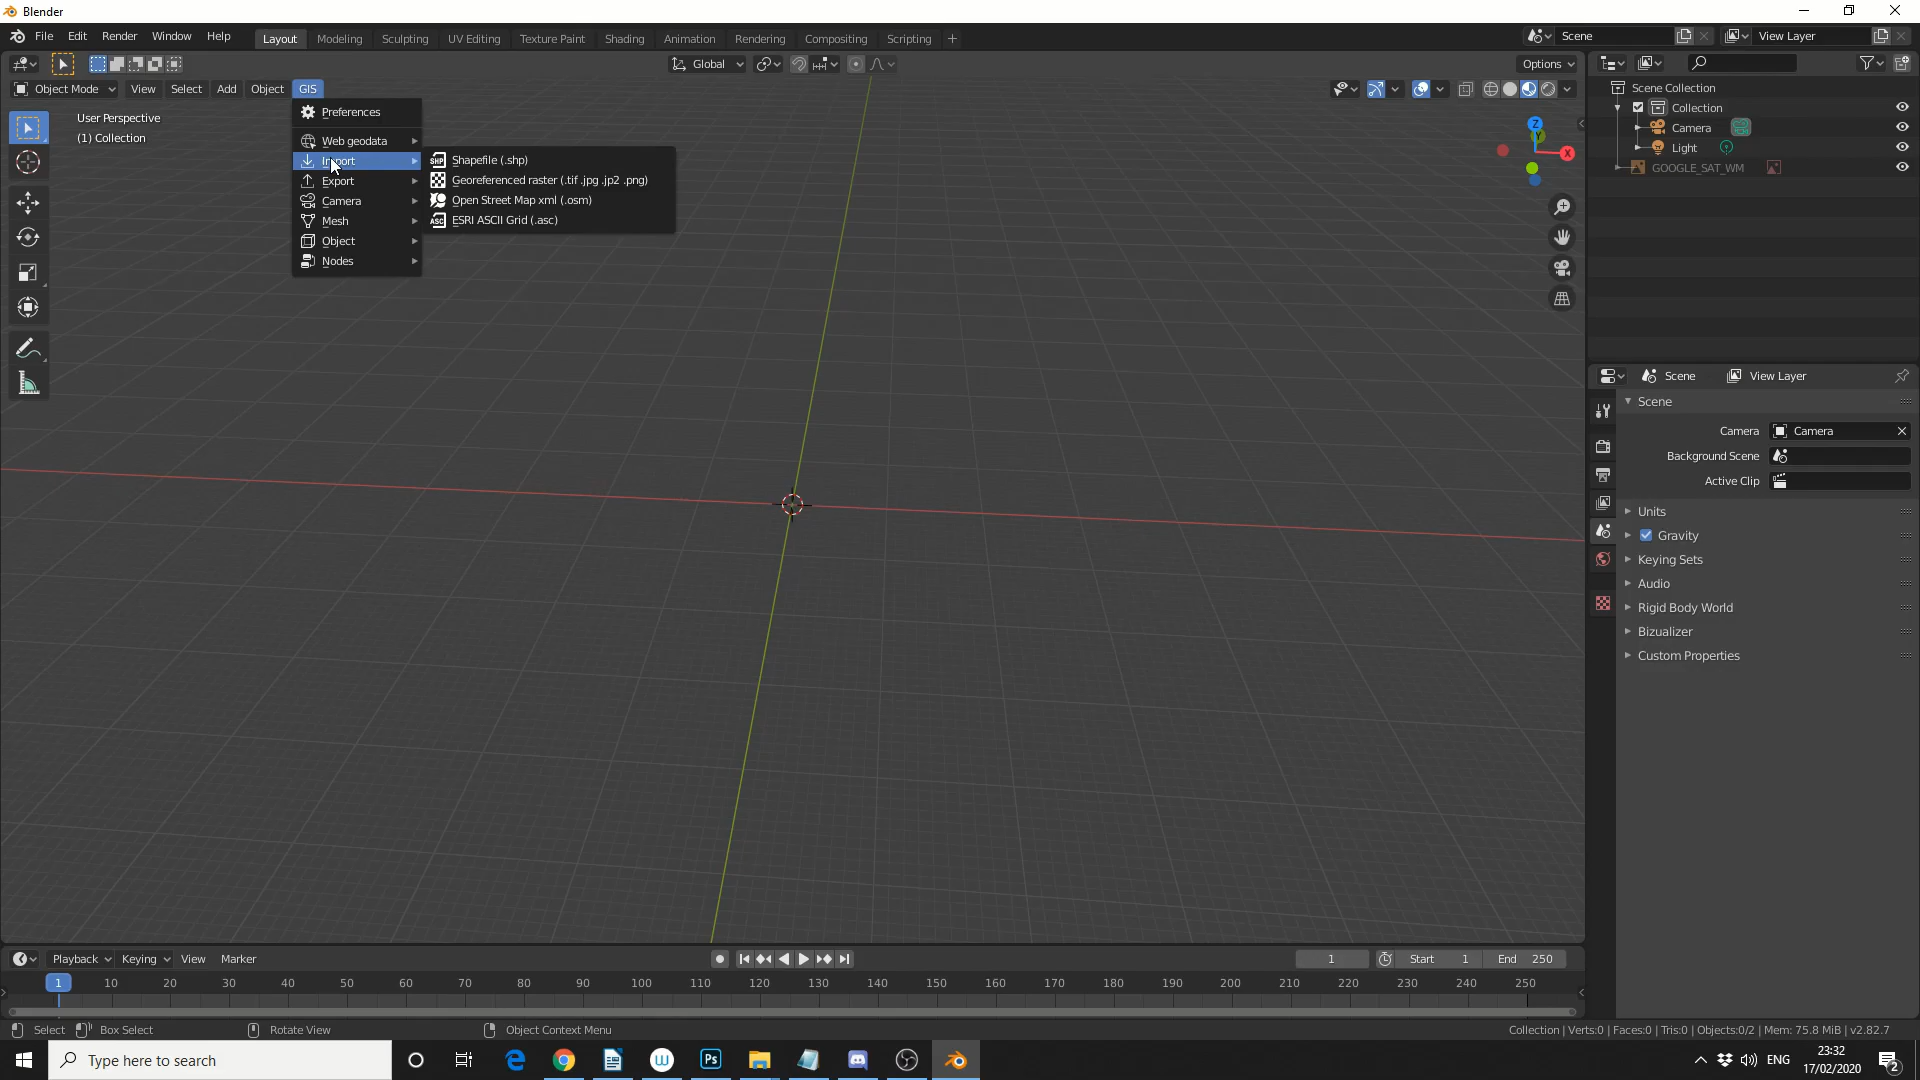 Blender
File Edit Render Window Help Layout Modeling Sculpting UV Editing Texture Paint Shading Animation Rendering Compositing Scripting + Scene View Layer
Global Options
Object Mode View Select Add Object GIS
User Perspective
(1) Collection
Preferences
Web geodata
Import
Export
Camera
Mesh
Object
Nodes
SHP Shapefile (.shp)
Georeferenced raster (.tif .jpg .jp2 .png)
Open Street Map xml (.osm)
ASC ESRI ASCII Grid (.asc)
Z
Y
X
Scene Collection
Collection
Camera
Light
GOOGLE_SAT_WM
Scene View Layer
Scene
Camera Camera
Background Scene
Active Clip
Units
Gravity
Keying Sets
Audio
Rigid Body World
Bizualizer
Custom Properties
Playback Keying View Marker 1 Start 1 End 250
1 10 20 30 40 50 60 70 80 90 100 110 120 130 140 150 160 170 180 190 200 210 220 230 240 250
Select Box Select Rotate View Object Context Menu Collection | Verts:0 | Faces:0 | Tris:0 | Objects:0/2 | Mem: 75.8 MiB | v2.82.7
Type here to search W Ps ENG 23:32
17/02/2020 2